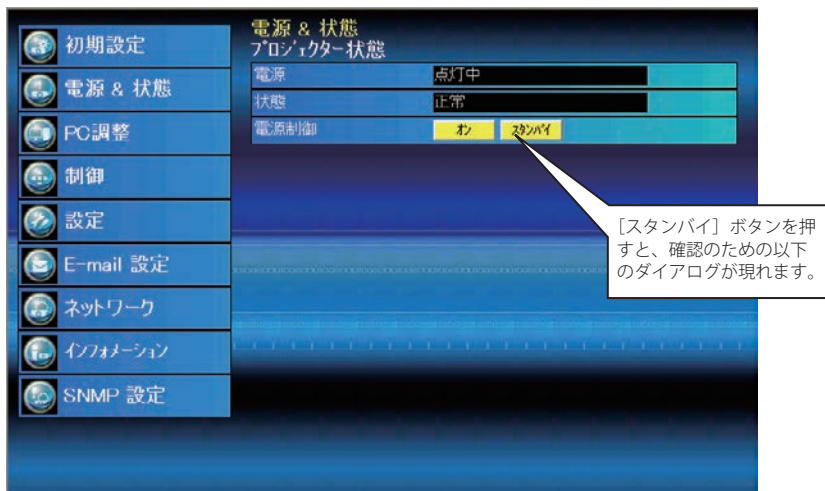 初期設定
電源 & 状態
PC調整
制御
設定
E-mail 設定
ネットワーク
インフォメーション
SNMP 設定
電源 & 状態
プロジェクター状態
電源 点灯中
状態 正常
電源制御 オン スタンバイ
［スタンバイ］ボタンを押
すと、確認のための以下
のダイアログが現れます。